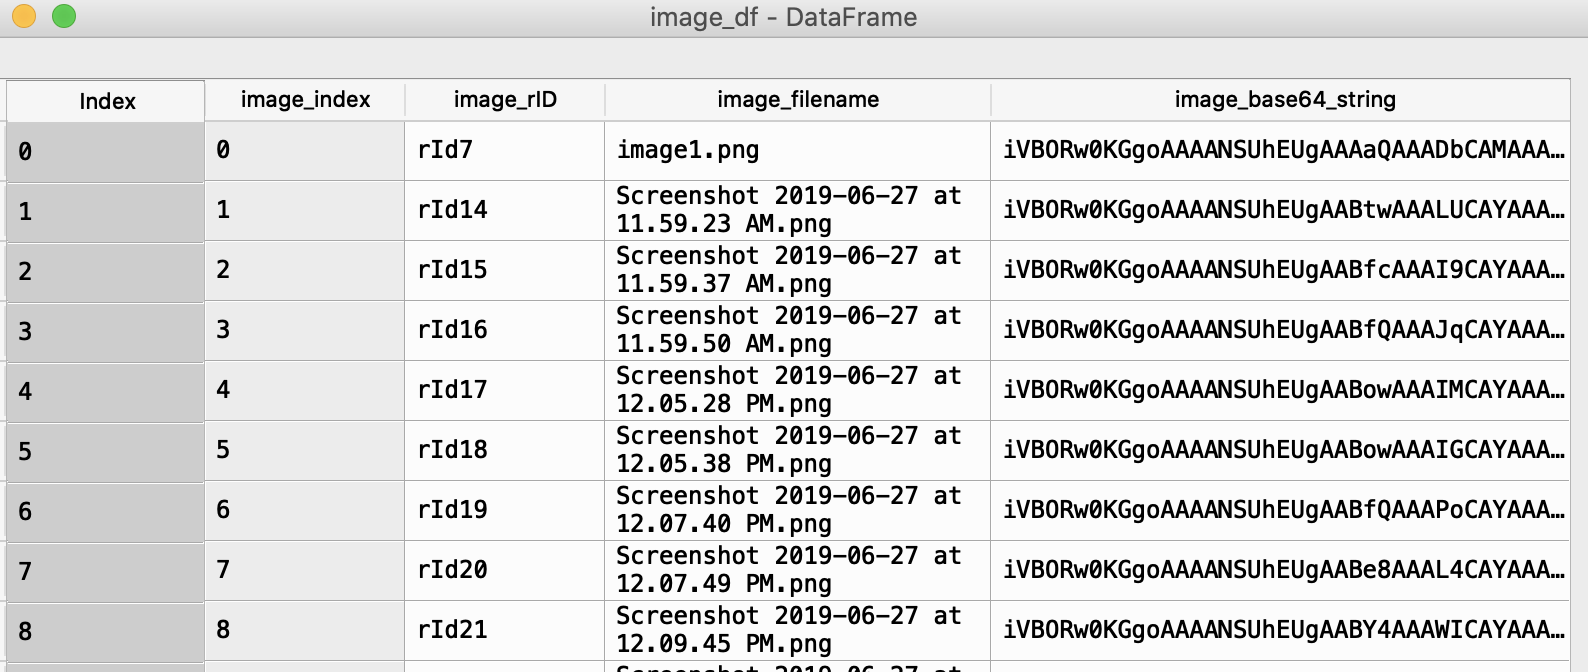 image_df - DataFrame
Index image_index image_rID image_filename image_base64_string
0 0 rId7 image1.png iVBORw0KGgoAAAANSUhEUgAAAaQAAADbCAMAAA…
1 1 rId14 Screenshot 2019-06-27 at iVBORw0KGgoAAAANSUhEUgAABtwAAALUCAYAAA…
11.59.23 AM.png
2 2 rId15 Screenshot 2019-06-27 at iVBORw0KGgoAAAANSUhEUgAABfcAAAI9CAYAAA…
11.59.37 AM.png
3 3 rId16 Screenshot 2019-06-27 at iVBORw0KGgoAAAANSUhEUgAABfQAAAJqCAYAAA…
11.59.50 AM.png
4 4 rId17 Screenshot 2019-06-27 at iVBORw0KGgoAAAANSUhEUgAABowAAAIMCAYAAA…
12.05.28 PM.png
5 5 rId18 Screenshot 2019-06-27 at iVBORw0KGgoAAAANSUhEUgAABowAAAIGCAYAAA…
12.05.38 PM.png
6 6 rId19 Screenshot 2019-06-27 at iVBORw0KGgoAAAANSUhEUgAABfQAAAPoCAYAAA…
12.07.40 PM.png
7 7 rId20 Screenshot 2019-06-27 at iVBORw0KGgoAAAANSUhEUgAABe8AAAL4CAYAAA…
12.07.49 PM.png
8 8 rId21 Screenshot 2019-06-27 at iVBORw0KGgoAAAANSUhEUgAABY4AAAWICAYAAA…
12.09.45 PM.png